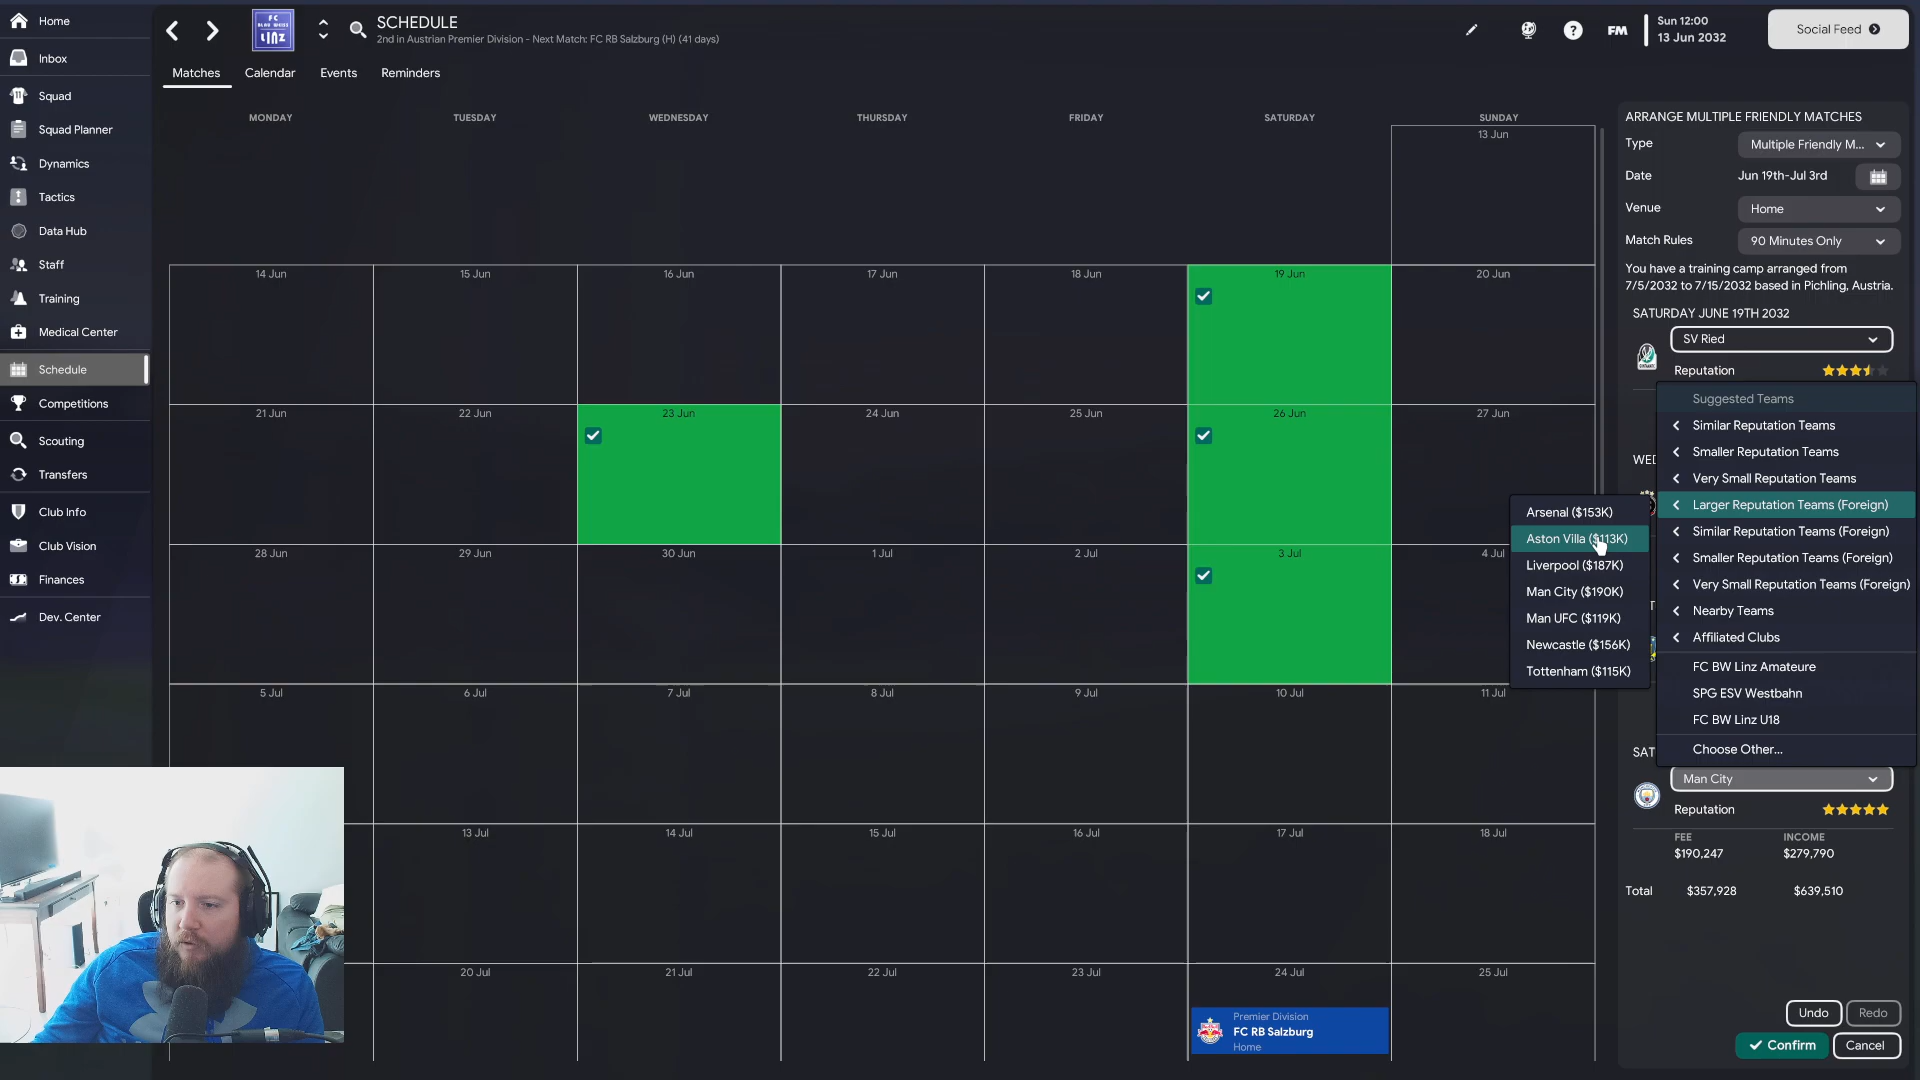 Home
Inbox
Squad
Squad Planner
Dynamics
Tactics
Data Hub
Staff
Training
Medical Center
Schedule
Competitions
Scouting
Transfers
Club Info
Club Vision
Finances
Dev. Center
FC
BLAU WEISS
LINZ
SCHEDULE
2nd in Austrian Premier Division - Next Match: FC RB Salzburg (H) (41 days)
FM
Sun 12:00
13 Jun 2032
Social Feed
Matches
Calendar
Events
Reminders
MONDAY
TUESDAY
WEDNESDAY
THURSDAY
FRIDAY
SATURDAY
SUNDAY
13 Jun
14 Jun
15 Jun
16 Jun
17 Jun
18 Jun
19 Jun
20 Jun
21 Jun
22 Jun
23 Jun
24 Jun
25 Jun
26 Jun
27 Jun
28 Jun
29 Jun
30 Jun
1 Jul
2 Jul
3 Jul
4 Jul
5 Jul
6 Jul
7 Jul
8 Jul
9 Jul
10 Jul
11 Jul
13 Jul
14 Jul
15 Jul
16 Jul
17 Jul
18 Jul
20 Jul
21 Jul
22 Jul
23 Jul
24 Jul
25 Jul
Premier Division
FC RB Salzburg
Home
ARRANGE MULTIPLE FRIENDLY MATCHES
Type
Multiple Friendly M...
Date
Jun 19th-Jul 3rd
Venue
Home
Match Rules
90 Minutes Only
You have a training camp arranged from
7/5/2032 to 7/15/2032 based in Pichling, Austria.
SATURDAY JUNE 19TH 2032
SV Ried
Reputation
Suggested Teams
Similar Reputation Teams
Smaller Reputation Teams
Very Small Reputation Teams
Larger Reputation Teams (Foreign)
Similar Reputation Teams (Foreign)
Smaller Reputation Teams (Foreign)
Very Small Reputation Teams (Foreign)
Nearby Teams
Affiliated Clubs
FC BW Linz Amateure
SPG ESV Westbahn
FC BW Linz U18
Choose Other...
Arsenal ($153K)
Aston Villa ($113K)
Liverpool ($187K)
Man City ($190K)
Man UFC ($119K)
Newcastle ($156K)
Tottenham ($115K)
WED
SAT
Man City
Reputation
FEE
INCOME
$190,247
$279,790
Total
$357,928
$639,510
Undo
Redo
Confirm
Cancel